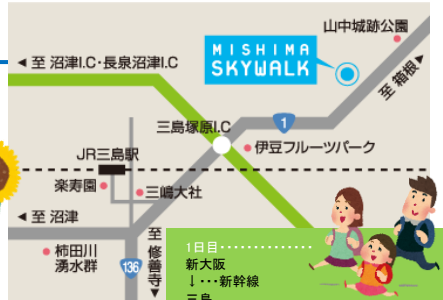 山中城跡公園
◀ 至 沼津I.C・長泉沼津I.C
MISHIMA
SKYWALK
至 箱根▶
三島塚原I.C
1
伊豆フルーツパーク
JR三島駅
楽寿園
三嶋大社
◀ 至 沼津
柿田川
湧水群
136
至 修善寺▼
1日目・・・・・・・・・・・・・・
新大阪
↓・・・新幹線
三島